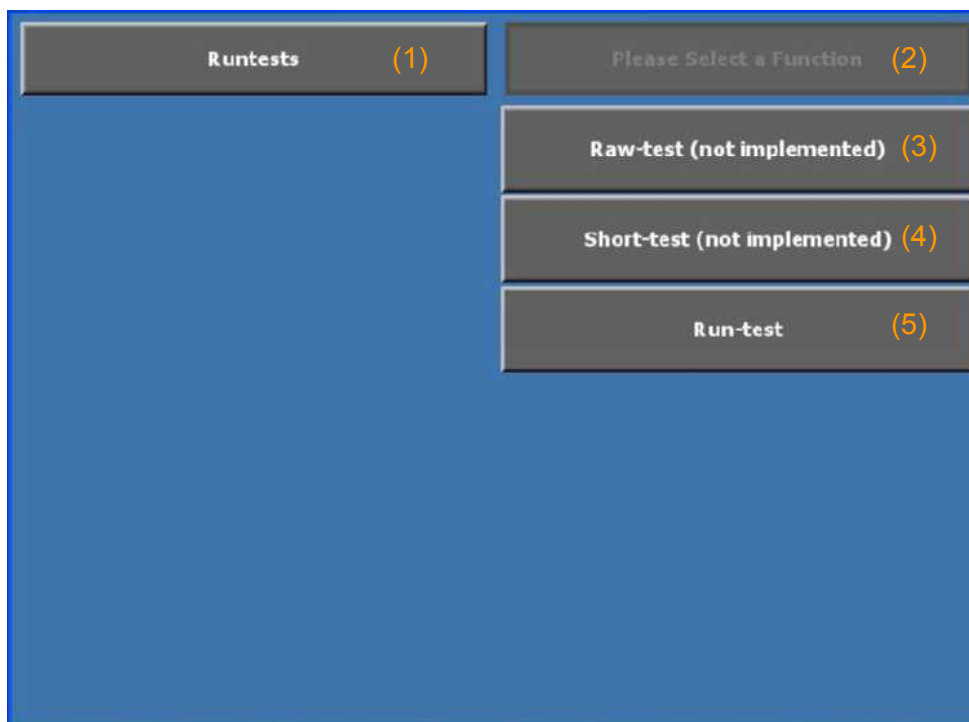 Runtests (1)
Please Select a Function (2)
Raw-test (not implemented) (3)
Short-test (not implemented) (4)
Run-test (5)